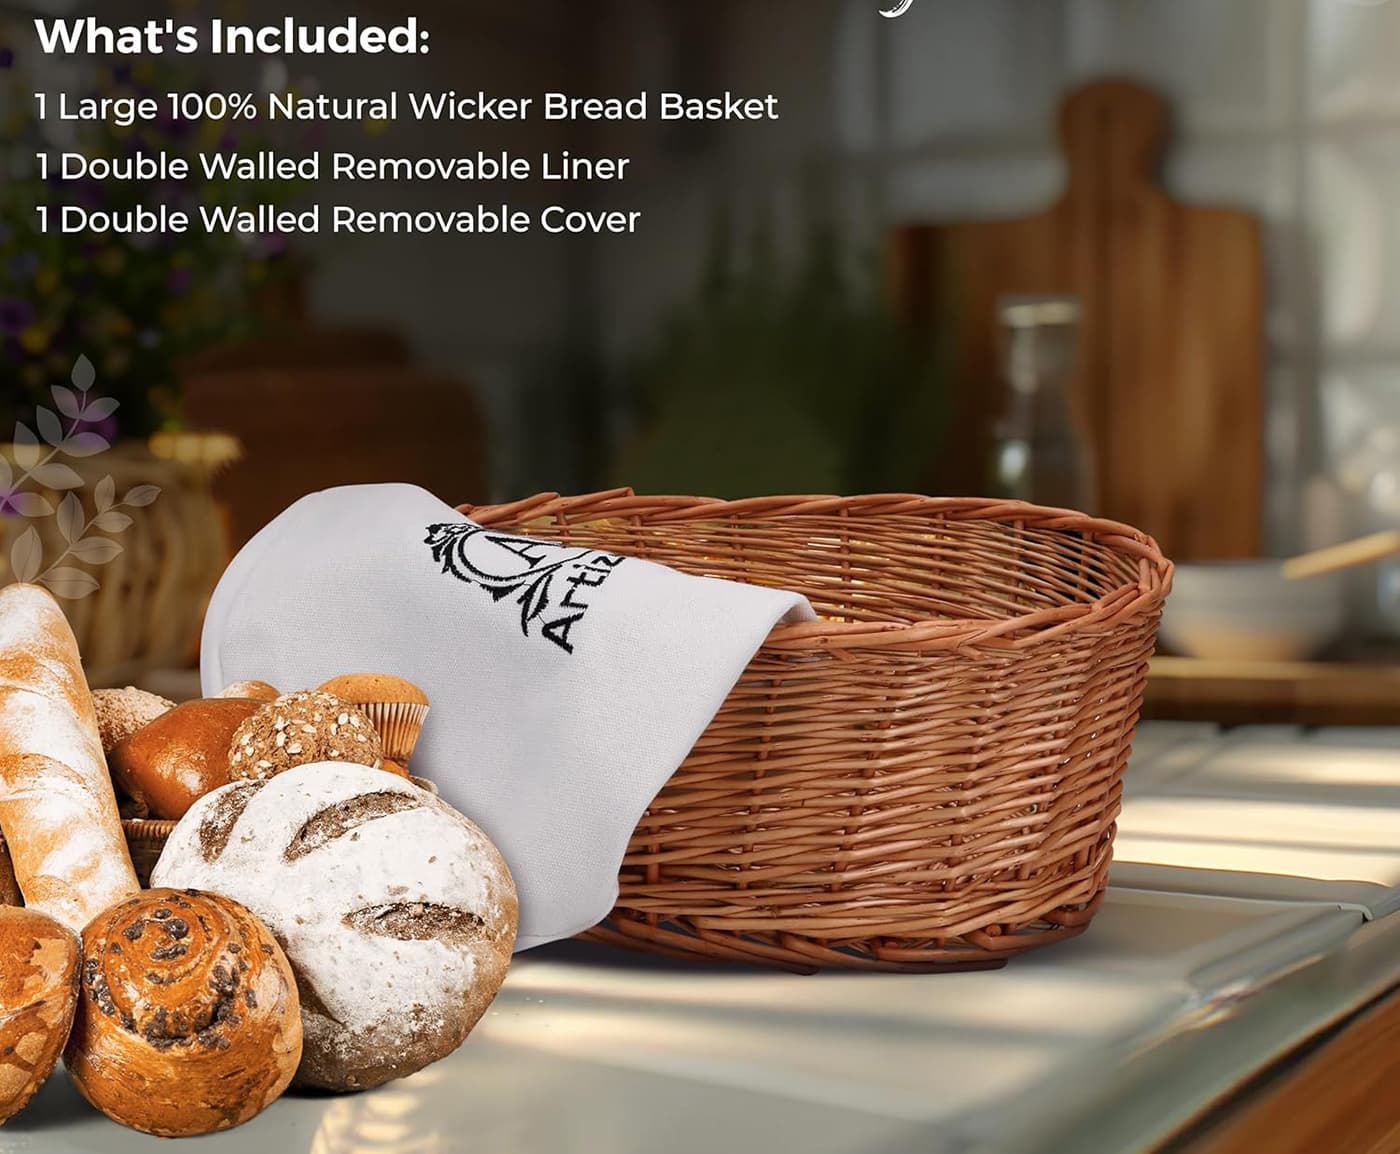 What's Included:
1 Large 100% Natural Wicker Bread Basket
1 Double Walled Removable Liner
1 Double Walled Removable Cover
A